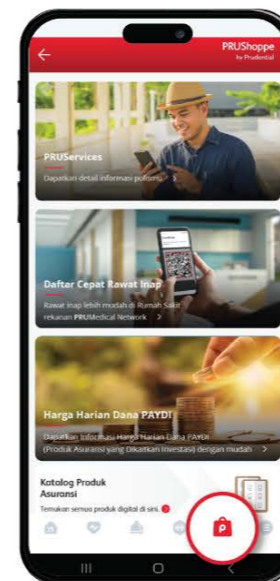 PRUShoppe
by Prudential
PRUServices
Dapatkan detail informasi polismu
Daftar Cepat Rawat Inap
Rawat inap lebih mudah di Rumah Sakit
rekanan PRUMedical Network >
Harga Harian Dana PAYDI
Dapatkan Informasi Harga Harian Dana PAYDI
(Produk Asuransi yang Dikaitkan Investasi) dengan mudah >
Katalog Produk
Asuransi
Temukan semua produk digital di sini.